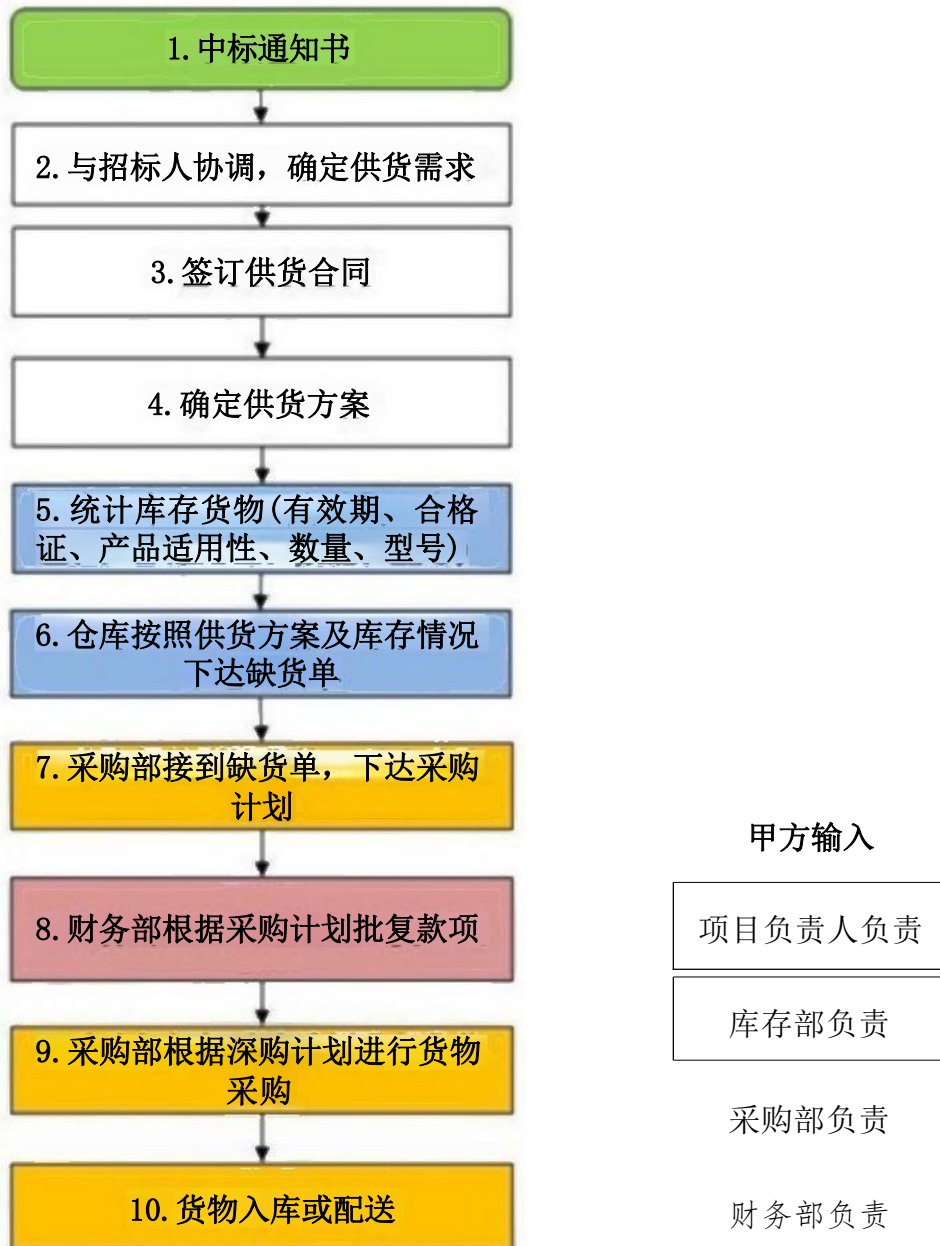 1.中标通知书
2.与招标人协调，确定供货需求
3.签订供货合同
4.确定供货方案
5.统计库存货物(有效期、合格
证、产品适用性、数量、型号)
6.仓库按照供货方案及库存情况
下达缺货单
7.采购部接到缺货单，下达采购
计划
8.财务部根据采购计划批复款项
9.采购部根据深购计划进行货物
采购
10.货物入库或配送
甲方输入
项目负责人负责
库存部负责
采购部负责
财务部负责